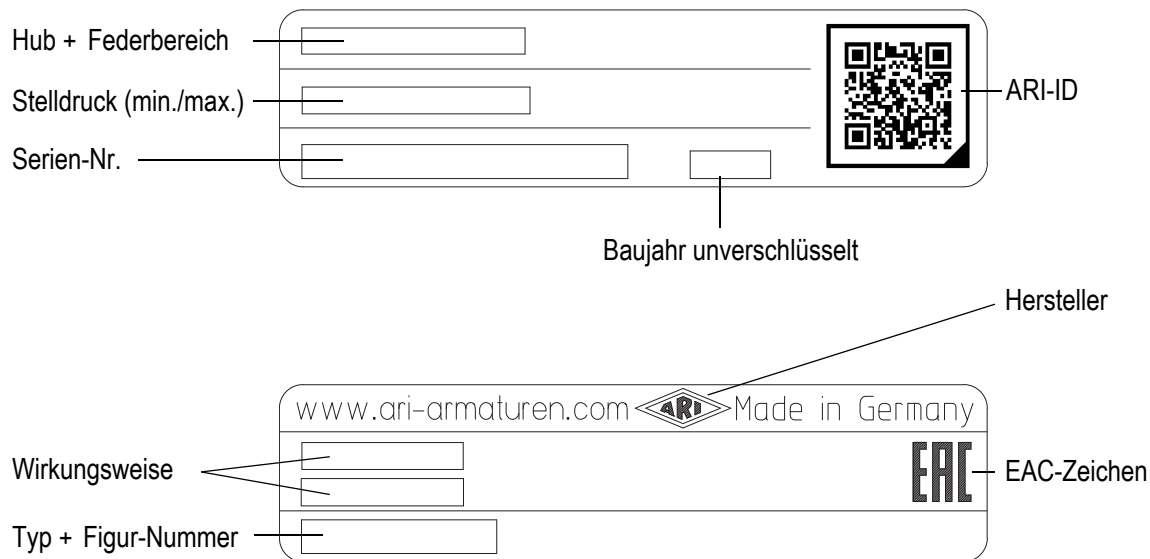 Hub + Federbereich
Stelldruck (min./max.)
ARI-ID
Serien-Nr.
Baujahr unverschlüsselt
Hersteller
www.ari-armaturen.com ARI Made in Germany
Wirkungsweise
EAC
EAC-Zeichen
Typ + Figur-Nummer